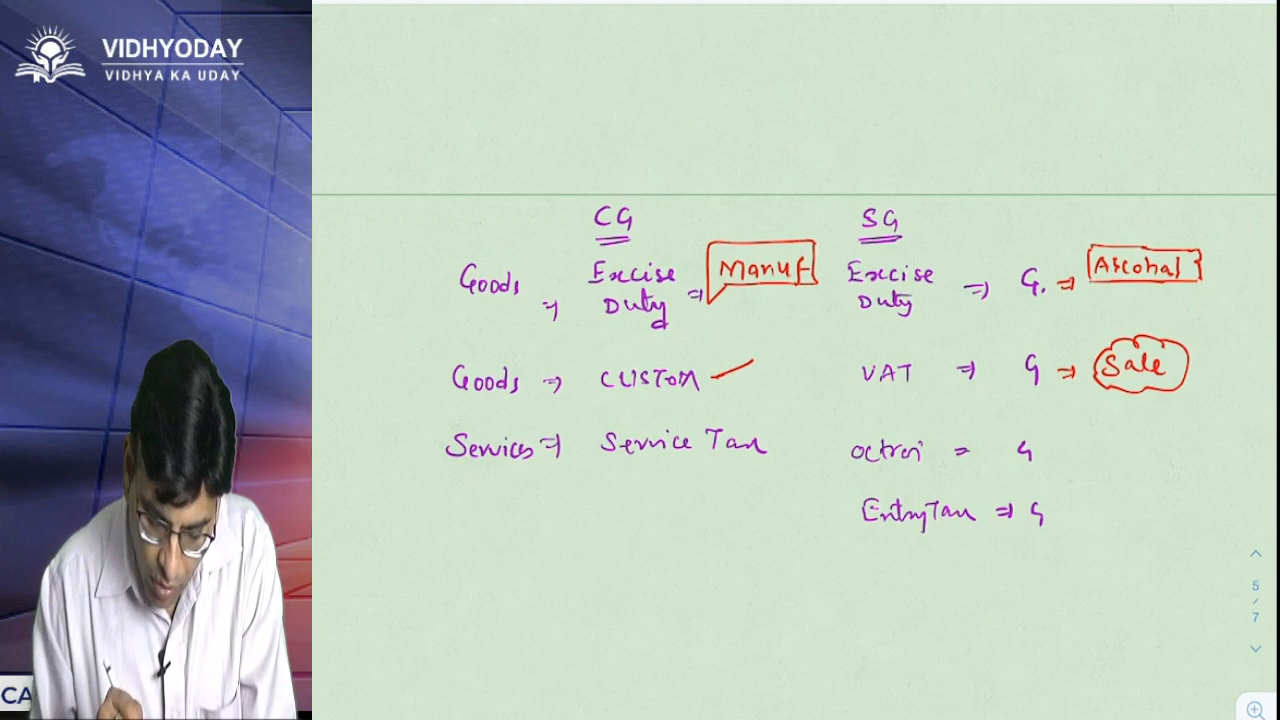 VIDHYODAY
VIDHYA KA UDAY
CG SG
Goods ⇒ Excise Duty ⇒ Manuf Excise Duty ⇒ G. ⇒ Alcohal
Goods ⇒ CUSTOM VAT ⇒ G ⇒ Sale
Services ⇒ Service Tax octroi = G
Entry Tax ⇒ G
5
/
7
CA